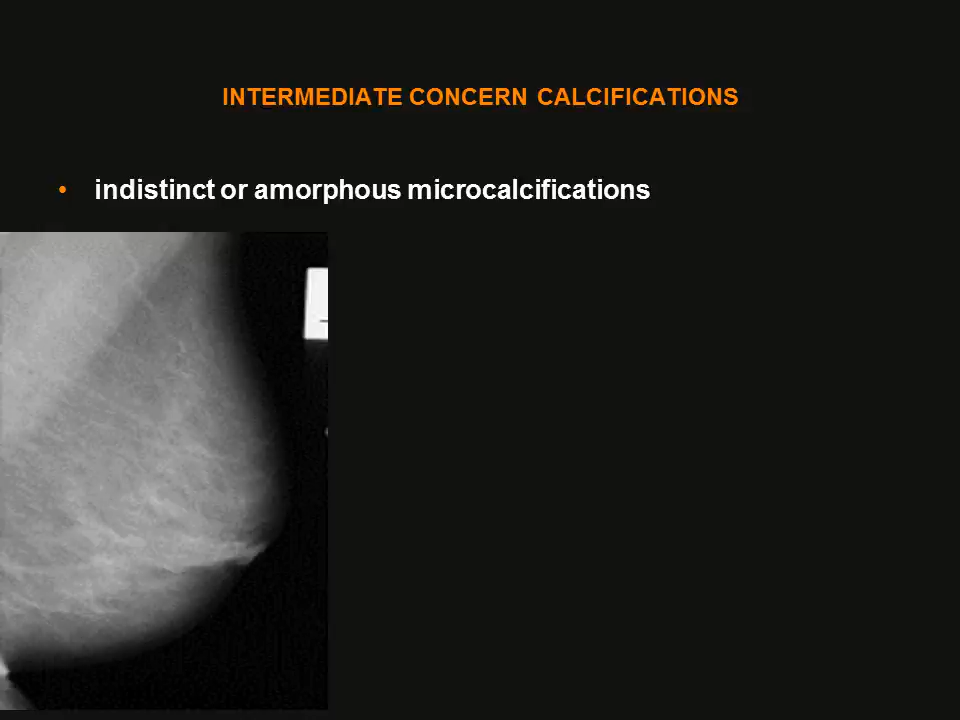 INTERMEDIATE CONCERN CALCIFICATIONS
• indistinct or amorphous microcalcifications